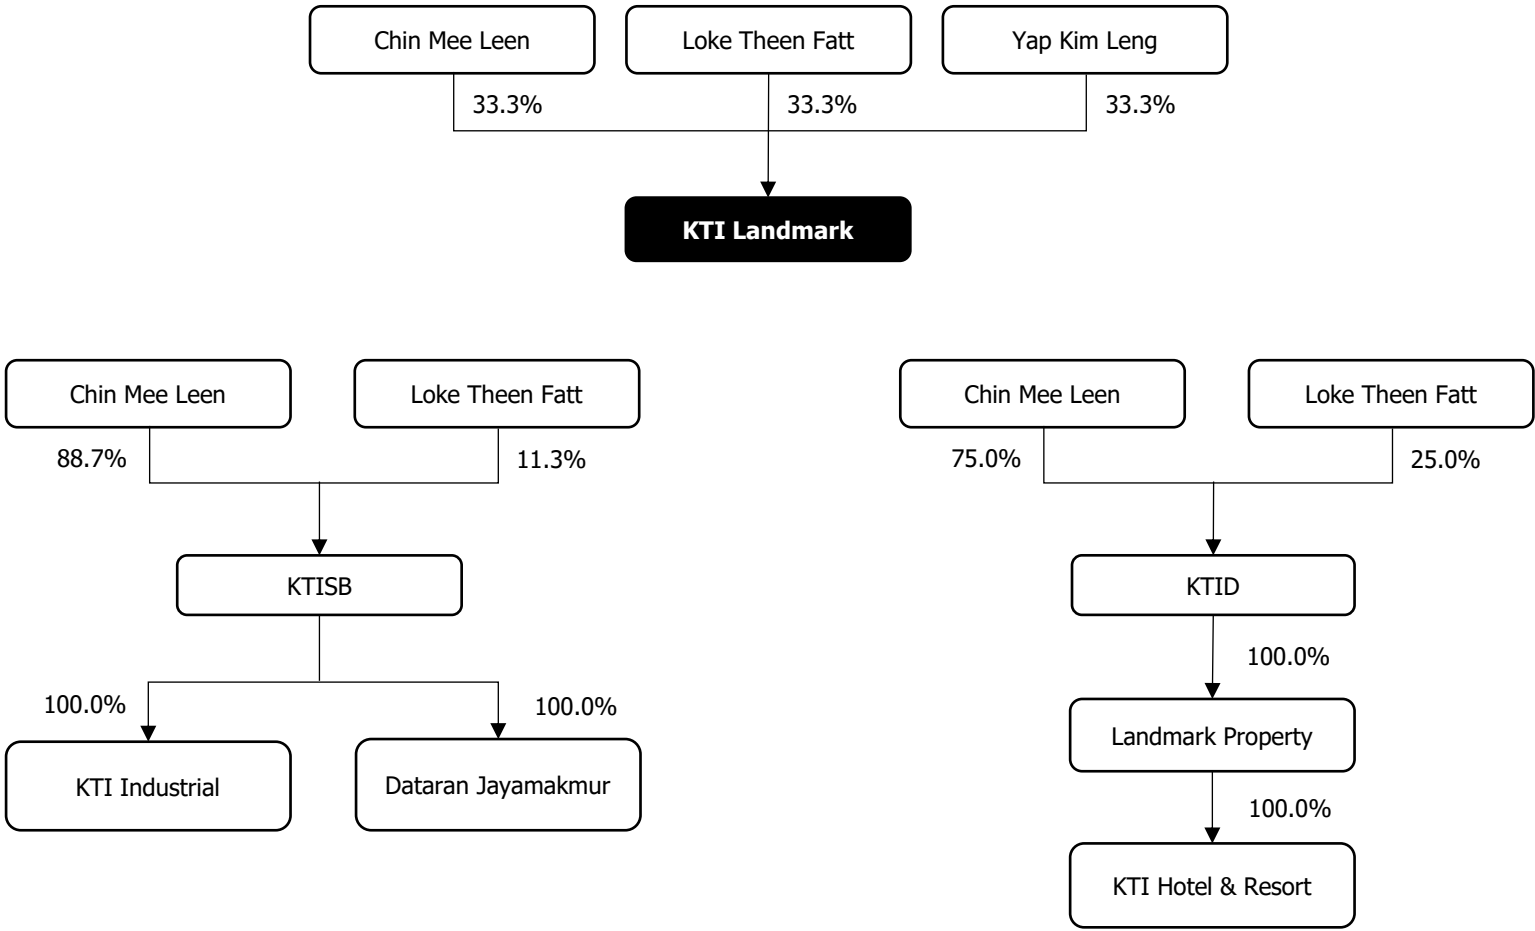 Chin Mee Leen
Loke Theen Fatt
Yap Kim Leng
33.3%
33.3%
33.3%
KTI Landmark
Chin Mee Leen
Loke Theen Fatt
Chin Mee Leen
Loke Theen Fatt
88.7%
11.3%
75.0%
25.0%
KTISB
KTID
100.0%
100.0%
100.0%
Landmark Property
KTI Industrial
Dataran Jayamakmur
100.0%
KTI Hotel & Resort